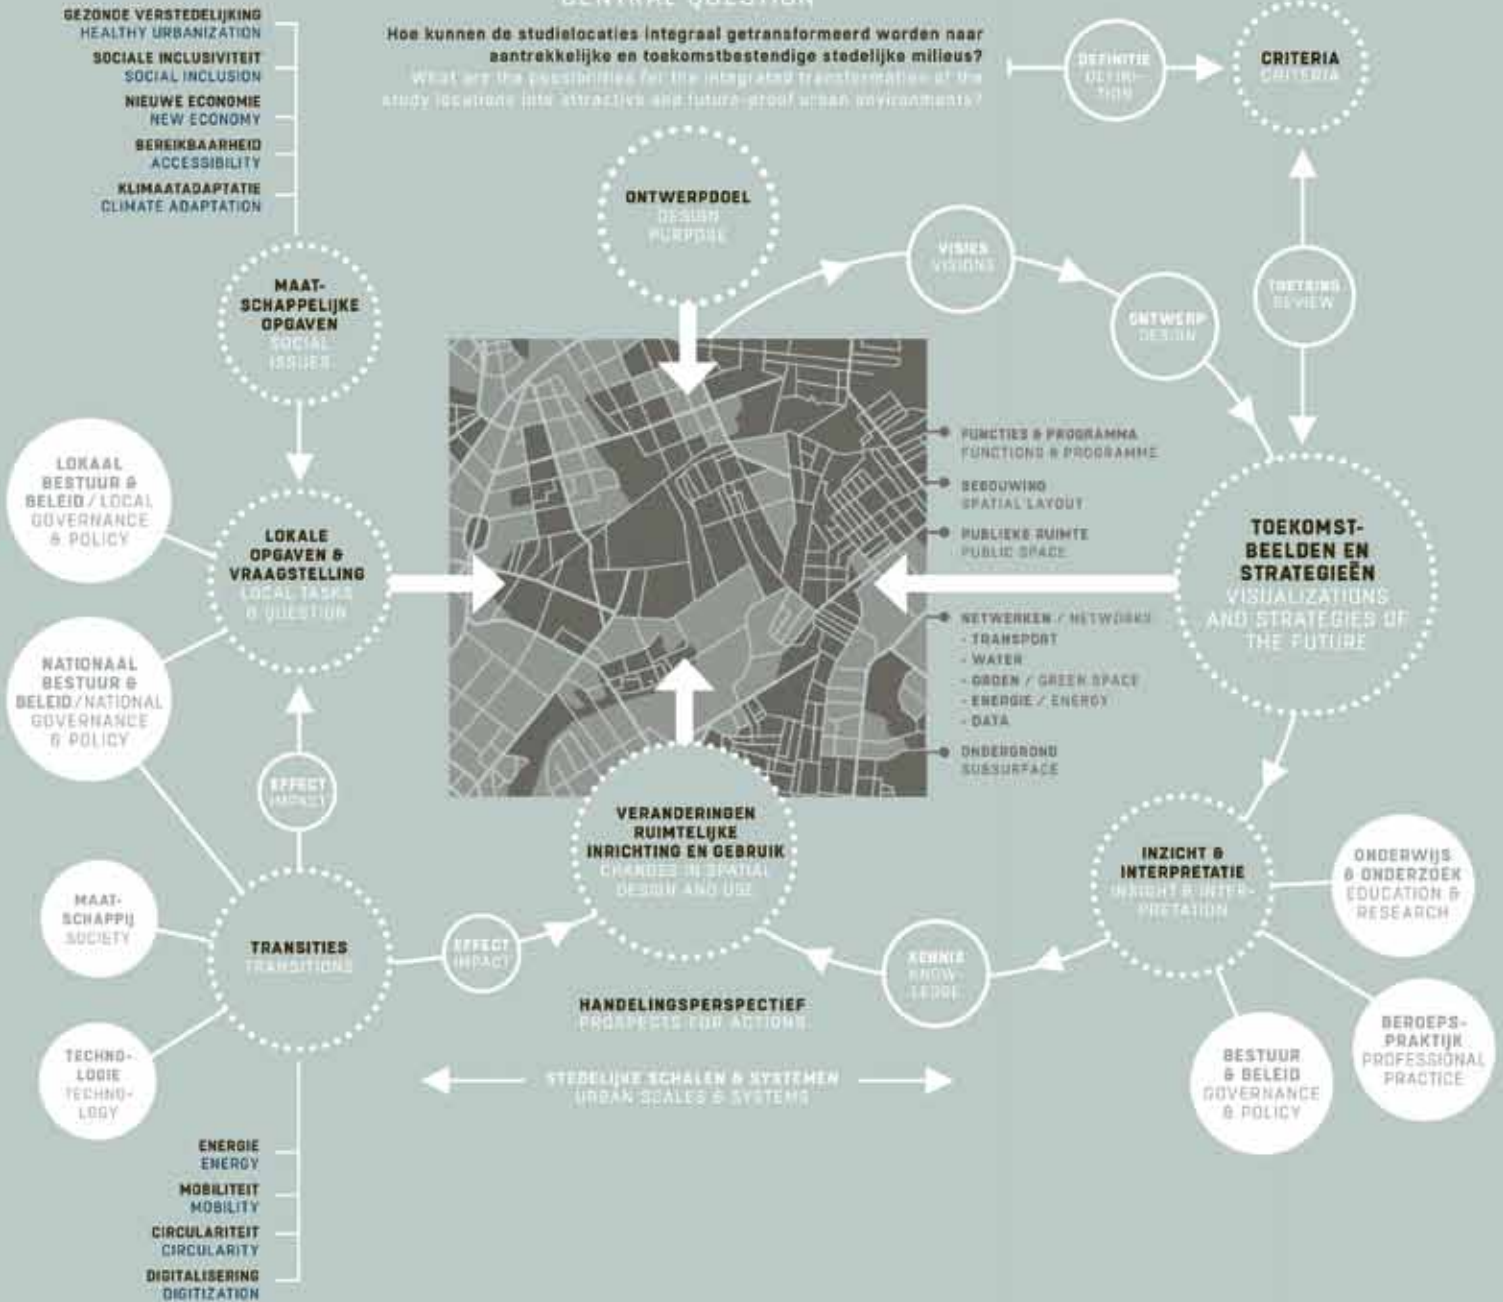 GEZONDE VERSTEDELIJKING
HEALTHY URBANIZATION
SOCIALE INCLUSIVITEIT
SOCIAL INCLUSION
NIEUWE ECONOMIE
NEW ECONOMY
BEREIKBAARHEID
ACCESSIBILITY
KLIMAATADAPTATIE
CLIMATE ADAPTATION
CENTRAL QUESTION
Hoe kunnen de studielocaties integraal getransformeerd worden naar
aantrekkelijke en toekomstbestendige stedelijke milieus?
What are the possibilities for the integrated transformation of the
study locations into attractive and future-proof urban environments?
DEFINITIE
DEFINI-
TION
CRITERIA
CRITERIA
ONTWERPDOEL
DESIGN
PURPOSE
VISIES
VISIONS
ONTWERP
DESIGN
TOETSING
REVIEW
MAAT-
SCHAPPELIJKE
OPGAVEN
SOCIAL
ISSUES
LOKAAL
BESTUUR &
BELEID / LOCAL
GOVERNANCE
& POLICY
LOKALE
OPGAVEN &
VRAAGSTELLING
LOCAL TASKS
& QUESTION
NATIONAAL
BESTUUR &
BELEID / NATIONAL
GOVERNANCE
& POLICY
EFFECT
IMPACT
FUNCTIES & PROGRAMMA
FUNCTIONS & PROGRAMME
BEBOUWING
SPATIAL LAYOUT
PUBLIEKE RUIMTE
PUBLIC SPACE
NETWERKEN / NETWORKS
- TRANSPORT
- WATER
- GROEN / GREEN SPACE
- ENERGIE / ENERGY
- DATA
ONDERGROND
SUBSURFACE
TOEKOMST-
BEELDEN EN
STRATEGIEËN
VISUALIZATIONS
AND STRATEGIES OF
THE FUTURE
VERANDERINGEN
RUIMTELIJKE
INRICHTING EN GEBRUIK
CHANGES IN SPATIAL
DESIGN AND USE
INZICHT &
INTERPRETATIE
INSIGHT & INTER-
PRETATION
ONDERWIJS
& ONDERZOEK
EDUCATION &
RESEARCH
MAAT-
SCHAPPIJ
SOCIETY
TRANSITIES
TRANSITIONS
EFFECT
IMPACT
KENNIS
KNOW-
LEDGE
HANDELINGSPERSPECTIEF
PROSPECTS FOR ACTIONS
TECHNO-
LOGIE
TECHNO-
LOGY
STEDELIJKE SCHALEN & SYSTEMEN
URBAN SCALES & SYSTEMS
BESTUUR
& BELEID
GOVERNANCE
& POLICY
BEROEPS-
PRAKTIJK
PROFESSIONAL
PRACTICE
ENERGIE
ENERGY
MOBILITEIT
MOBILITY
CIRCULARITEIT
CIRCULARITY
DIGITALISERING
DIGITIZATION